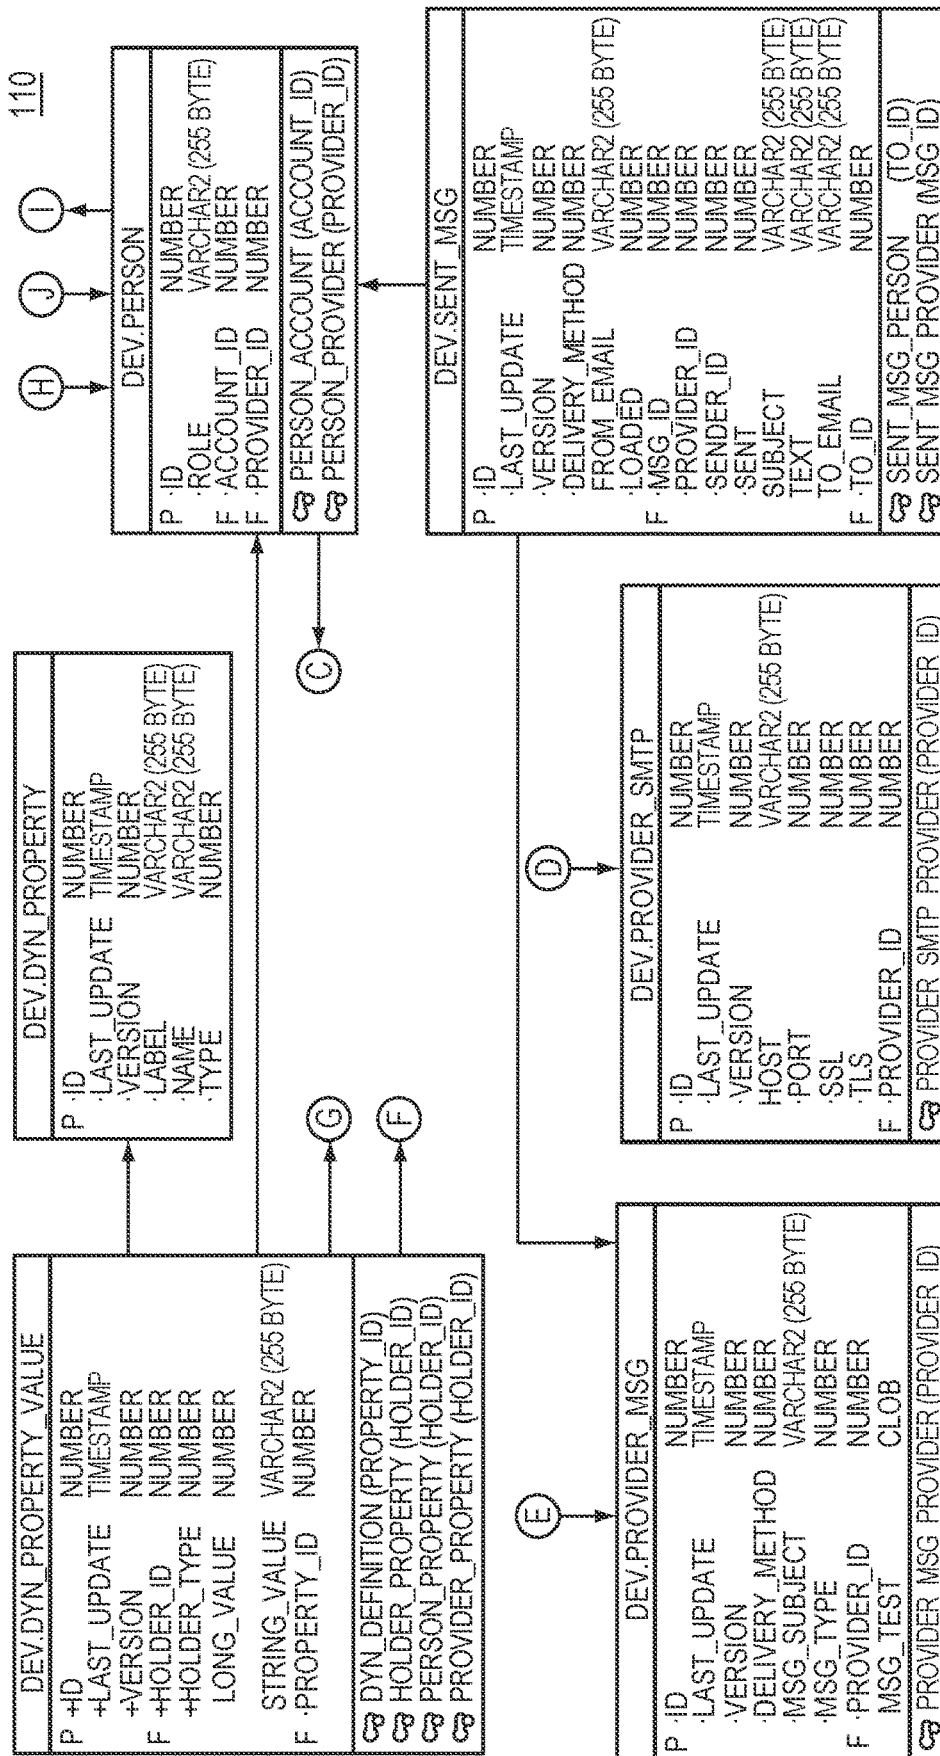 110
H
J
I
DEV.DYN_PROPERTY_VALUE
P +ID NUMBER
+LAST_UPDATE TIMESTAMP
+VERSION NUMBER
F +HOLDER_ID NUMBER
+HOLDER_TYPE NUMBER
LONG_VALUE NUMBER
STRING_VALUE VARCHAR2 (255 BYTE)
F ·PROPERTY_ID NUMBER
DYN_DEFINITION (PROPERTY_ID)
HOLDER_PROPERTY (HOLDER_ID)
PERSON_PROPERTY (HOLDER_ID)
PROVIDER_PROPERTY (HOLDER_ID)
DEV.DYN_PROPERTY
P ·ID NUMBER
·LAST_UPDATE TIMESTAMP
·VERSION NUMBER
·LABEL VARCHAR2 (255 BYTE)
·NAME VARCHAR2 (255 BYTE)
·TYPE NUMBER
G
F
C
DEV.PERSON
P ·ID NUMBER
·ROLE VARCHAR2 (255 BYTE)
F ·ACCOUNT_ID NUMBER
F ·PROVIDER_ID NUMBER
PERSON_ACCOUNT (ACCOUNT_ID)
PERSON_PROVIDER (PROVIDER_ID)
E
DEV.PROVIDER_MSG
P ·ID NUMBER
·LAST_UPDATE TIMESTAMP
·VERSION NUMBER
·DELIVERY_METHOD NUMBER
·MSG_SUBJECT VARCHAR2 (255 BYTE)
·MSG_TYPE NUMBER
F ·PROVIDER_ID NUMBER
MSG_TEST CLOB
PROVIDER_MSG_PROVIDER (PROVIDER_ID)
D
DEV.PROVIDER_SMTP
P ·ID NUMBER
·LAST_UPDATE TIMESTAMP
·VERSION NUMBER
HOST VARCHAR2 (255 BYTE)
·PORT NUMBER
·SSL NUMBER
·TLS NUMBER
F ·PROVIDER_ID NUMBER
PROVIDER_SMTP_PROVIDER (PROVIDER_ID)
DEV.SENT_MSG
P ·ID NUMBER
·LAST_UPDATE TIMESTAMP
·VERSION NUMBER
·DELIVERY_METHOD NUMBER
FROM_EMAIL VARCHAR2 (255 BYTE)
·LOADED NUMBER
F ·MSG_ID NUMBER
·PROVIDER_ID NUMBER
·SENDER_ID NUMBER
·SENT NUMBER
SUBJECT VARCHAR2 (255 BYTE)
TEXT VARCHAR2 (255 BYTE)
TO_EMAIL VARCHAR2 (255 BYTE)
F ·TO_ID NUMBER
SENT_MSG_PERSON (TO_ID)
SENT_MSG_PROVIDER (MSG_ID)